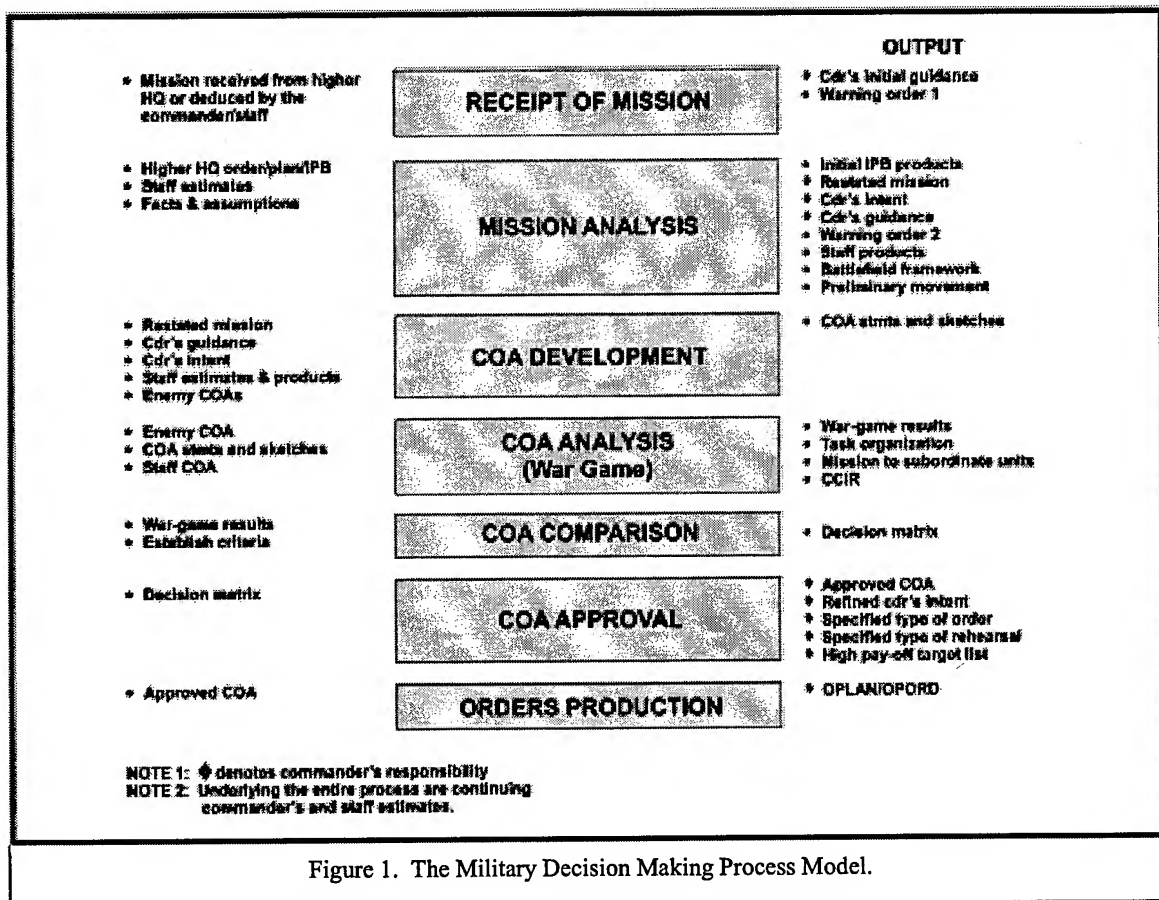 OUTPUT
* Mission received from higher
HQ or deduced by the
commander/staff
RECEIPT OF MISSION
* Cdr's initial guidance
* Warning order 1
* Higher HQ order/plan/IPB
* Staff estimates
* Facts & assumptions
MISSION ANALYSIS
* Initial IPB products
* Restated mission
* Cdr's intent
* Cdr's guidance
* Warning order 2
* Staff products
* Battlefield framework
* Preliminary movement
* Restated mission
* Cdr's guidance
* Cdr's intent
* Staff estimates & products
* Enemy COAs
COA DEVELOPMENT
* COA stmts and sketches
* Enemy COA
* COA stmts and sketches
* Staff COA
COA ANALYSIS
(War Game)
* War-game results
* Task organization
* Mission to subordinate units
* CCIR
* War-game results
* Establish criteria
COA COMPARISON
* Decision matrix
* Decision matrix
COA APPROVAL
* Approved COA
* Refined cdr's intent
* Specified type of order
* Specified type of rehearsal
* High pay-off target list
* Approved COA
ORDERS PRODUCTION
* OPLAN/OPORD
NOTE 1: ♦ denotes commander's responsibility
NOTE 2: Underlying the entire process are continuing
commander's and staff estimates.
Figure 1. The Military Decision Making Process Model.